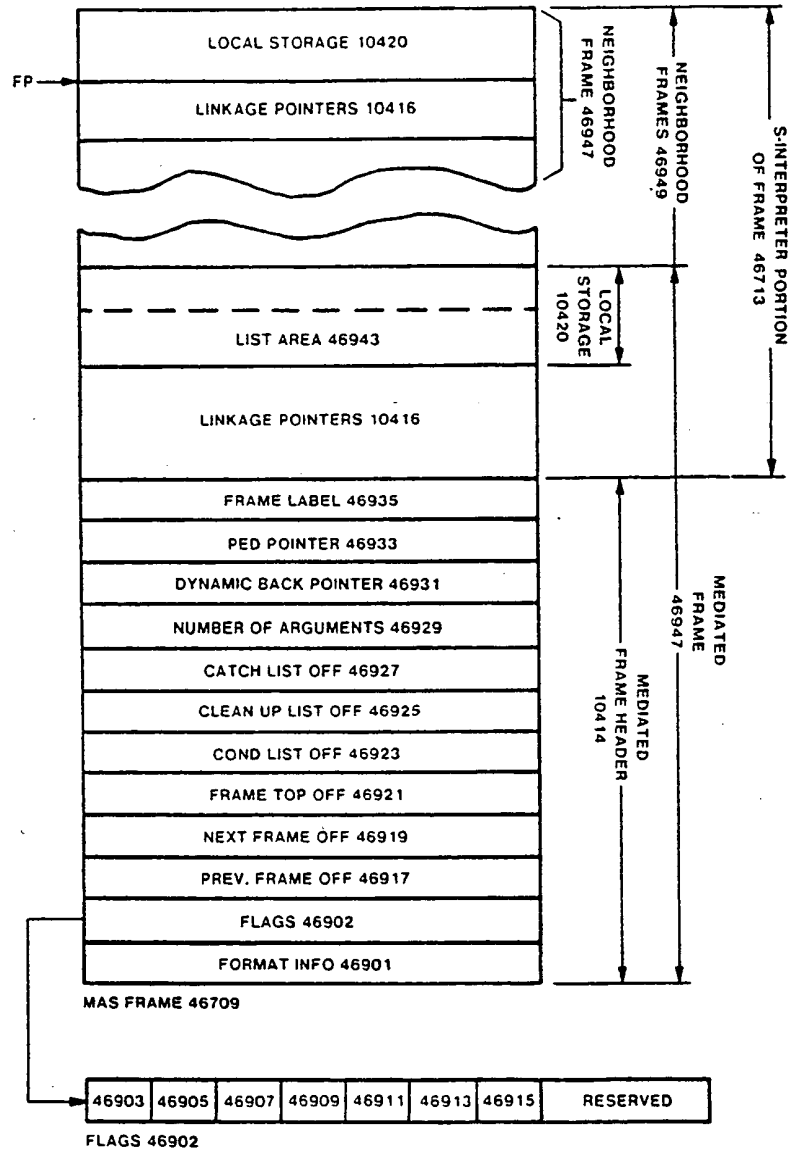 LOCAL STORAGE 10420
FP
LINKAGE POINTERS 10416
NEIGHBORHOOD
FRAME 46947
NEIGHBORHOOD
FRAMES 46949
S-INTERPRETER PORTION
OF FRAME 46713
LIST AREA 46943
LOCAL
STORAGE
10420
LINKAGE POINTERS 10416
FRAME LABEL 46935
PED POINTER 46933
DYNAMIC BACK POINTER 46931
NUMBER OF ARGUMENTS 46929
CATCH LIST OFF 46927
CLEAN UP LIST OFF 46925
COND LIST OFF 46923
FRAME TOP OFF 46921
NEXT FRAME OFF 46919
PREV. FRAME OFF 46917
FLAGS 46902
FORMAT INFO 46901
MEDIATED
FRAME
46947
MEDIATED
FRAME HEADER
10414
MAS FRAME 46709
46903 46905 46907 46909 46911 46913 46915 RESERVED
FLAGS 46902